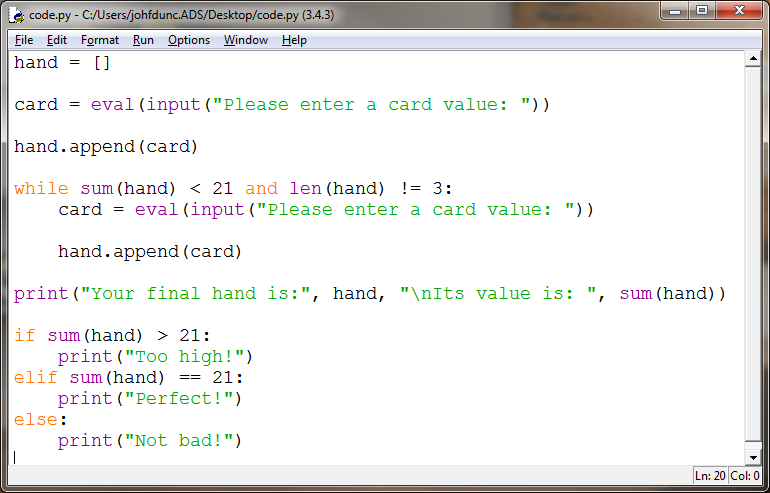 code.py - C:/Users/johfdunc.ADS/Desktop/code.py (3.4.3)
File Edit Format Run Options Window Help
hand = []
card = eval(input("Please enter a card value: "))
hand.append(card)
while sum(hand) < 21 and len(hand) != 3:
    card = eval(input("Please enter a card value: "))
    hand.append(card)
print("Your final hand is:", hand, "\nIts value is: ", sum(hand))
if sum(hand) > 21:
    print("Too high!")
elif sum(hand) == 21:
    print("Perfect!")
else:
    print("Not bad!")
Ln: 20 Col: 0